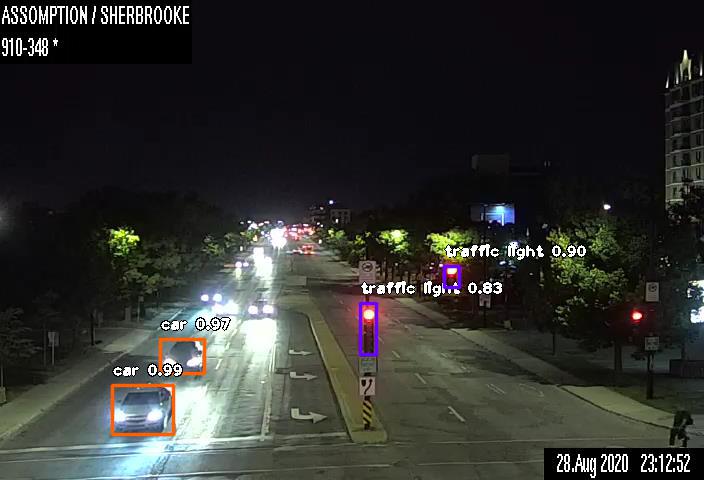 ASSOMPTION / SHERBROOKE
910-348 *
traffic light 0.90
traffic light 0.83
car 0.97
car 0.99
28.Aug 2020 23:12:52